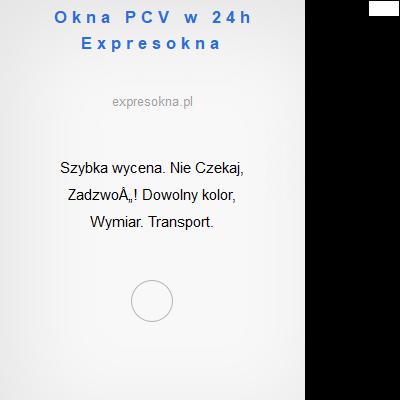 Okna PCV w 24h
Expresokna
expresokna.pl
Szybka wycena. Nie Czekaj,
ZadzwoÅ„! Dowolny kolor,
Wymiar. Transport.